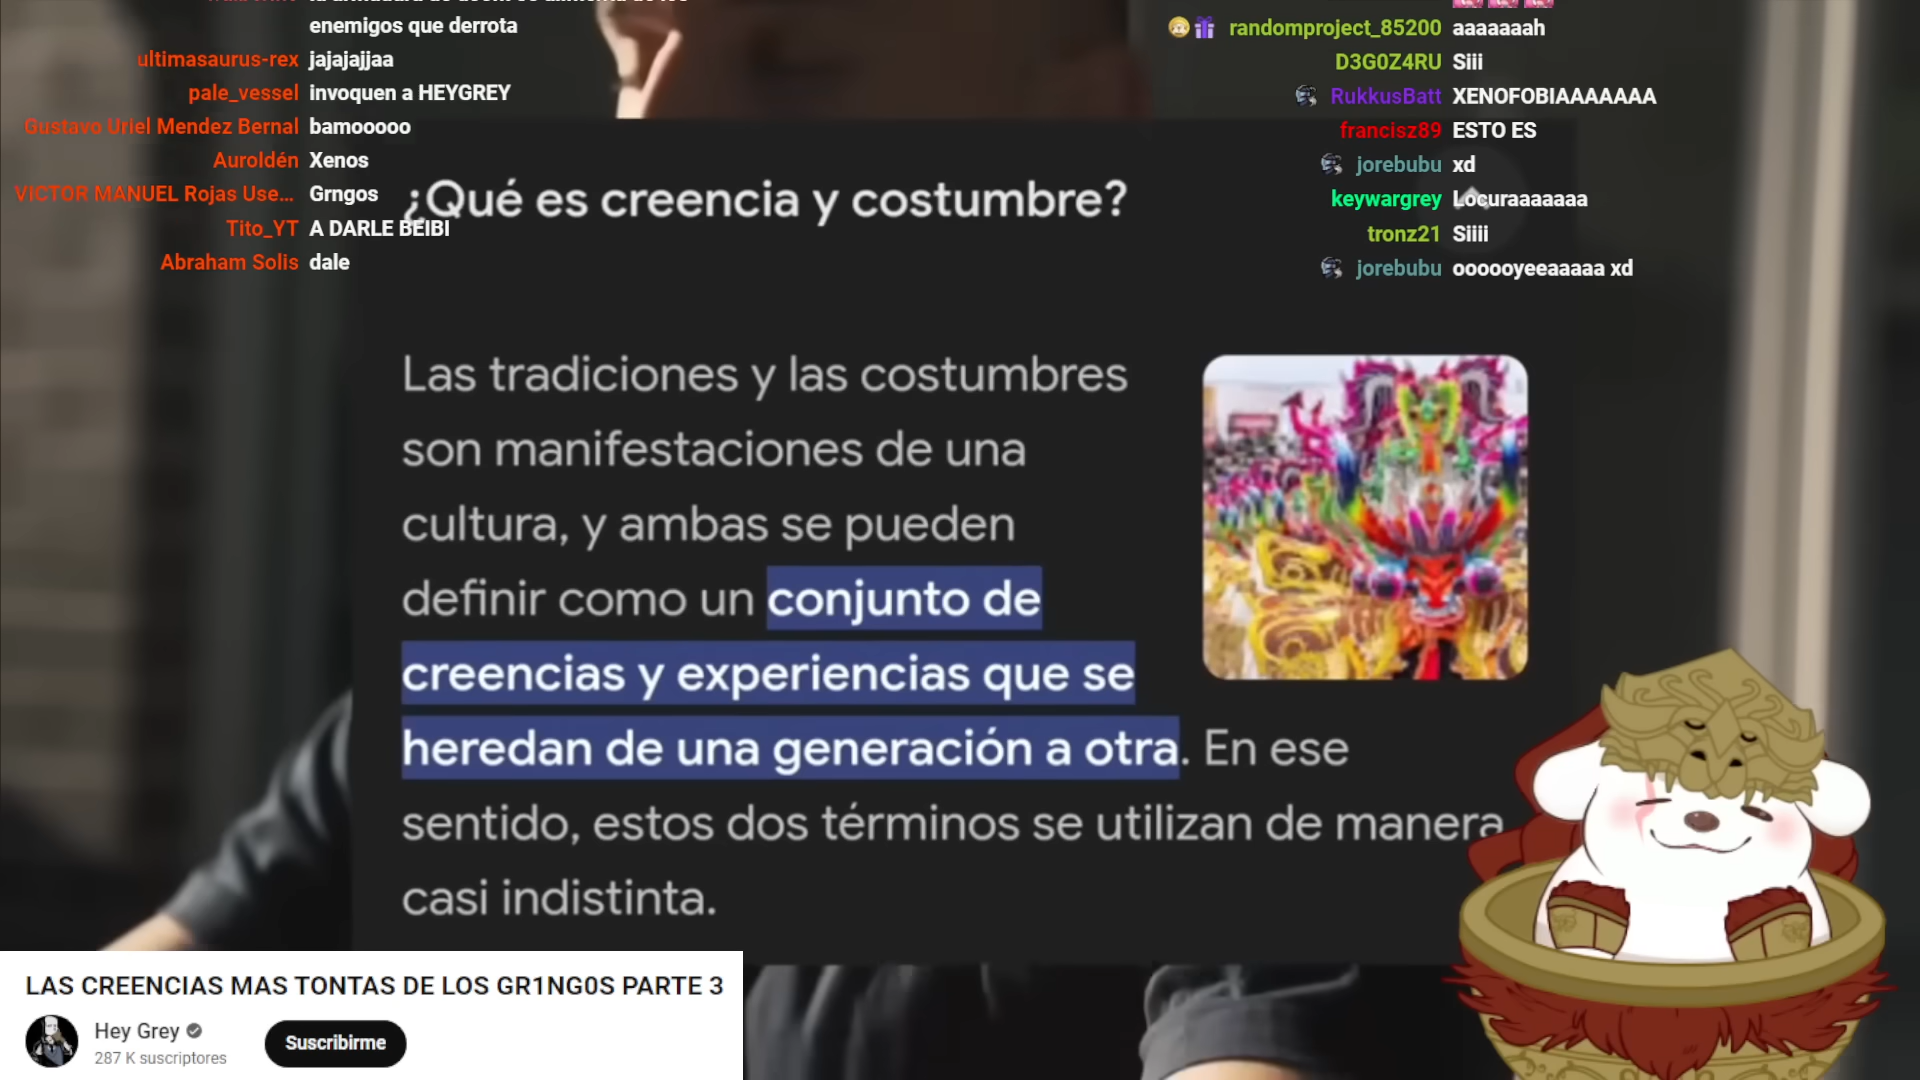 enemigos que derrota
ultimasaurus-rex jajajajjaa
pale_vessel invoquen a HEYGREY
Gustavo Uriel Mendez Bernal bamooooo
Auroldén Xenos
VICTOR MANUEL Rojas Use... Grngos
Tito_YT A DARLE BEIBI
Abraham Solis dale
randomproject_85200 aaaaaaah
D3G0Z4RU Siii
RukkusBatt XENOFOBIAAAAAAA
francisz89 ESTO ES
jorebubu xd
keywargrey Locuraaaaaaa
tronz21 Siiii
jorebubu oooooyeeaaaaa xd
¿Qué es creencia y costumbre?
Las tradiciones y las costumbres
son manifestaciones de una
cultura, y ambas se pueden
definir como un conjunto de
creencias y experiencias que se
heredan de una generación a otra. En ese
sentido, estos dos términos se utilizan de manera
casi indistinta.
LAS CREENCIAS MAS TONTAS DE LOS GR1NG0S PARTE 3
Hey Grey
287 K suscriptores
Suscribirme